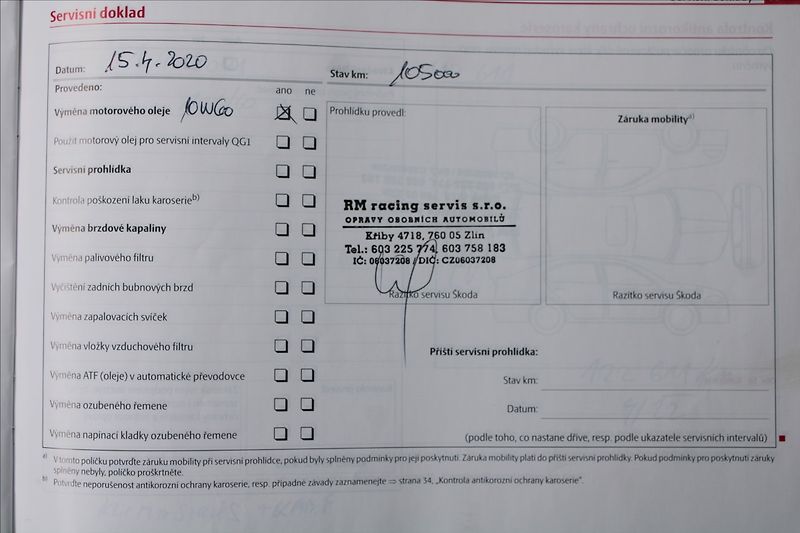 Servisní doklad
Datum: 15.4.2020
Stav km: 105000
Provedeno:
ano ne
Výměna motorového oleje 10W60
Použit motorový olej pro servisní intervaly QG1
Servisní prohlídka
Kontrola poškození laku karoserie b)
Výměna brzdové kapaliny
Výměna palivového filtru
Vyčištění zadních bubnových brzd
Výměna zapalovacích svíček
Výměna vložky vzduchového filtru
Výměna ATF (oleje) v automatické převodovce
Výměna ozubeného řemene
Výměna napínací kladky ozubeného řemene
Prohlídku provedl:
RM racing servis s.r.o.
OPRAVY OSOBNÍCH AUTOMOBILŮ
Křiby 4718, 760 05 Zlín
Tel.: 603 225 774, 603 758 183
IČ: 06037208 / DIČ: CZ06037208
Razítko servisu Škoda
Záruka mobility a)
Razítko servisu Škoda
Příští servisní prohlídka:
Stav km:
Datum:
(podle toho, co nastane dříve, resp. podle ukazatele servisních intervalů)
a) V tomto políčku potvrďte záruku mobility při servisní prohlídce, pokud byly splněny podmínky pro její poskytnutí. Záruka mobility platí do příští servisní prohlídky. Pokud podmínky pro poskytnutí záruky
splněny nebyly, políčko proškrtněte.
b) Potvrďte neporušenost antikorozní ochrany karoserie, resp. případné závady zaznamenejte ⇒ strana 34, „Kontrola antikorozní ochrany karoserie“.